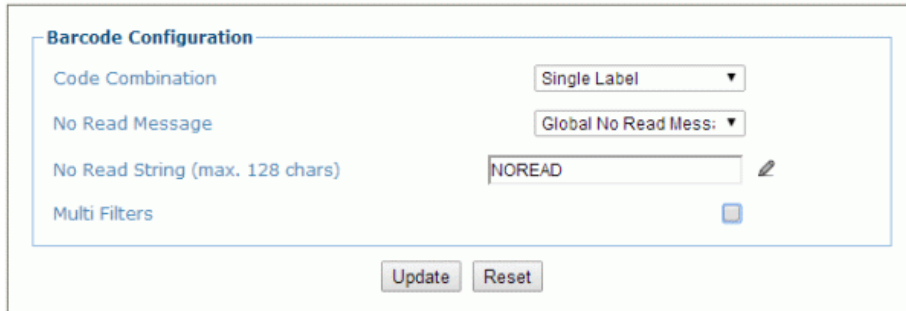 Barcode Configuration
Code Combination Single Label
No Read Message Global No Read Mess
No Read String (max. 128 chars) NOREAD
Multi Filters
Update Reset